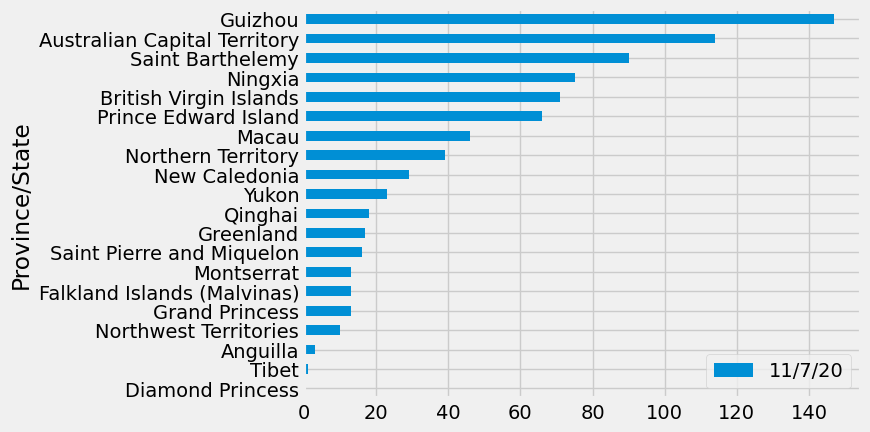 Province/State
Guizhou
Australian Capital Territory
Saint Barthelemy
Ningxia
British Virgin Islands
Prince Edward Island
Macau
Northern Territory
New Caledonia
Yukon
Qinghai
Greenland
Saint Pierre and Miquelon
Montserrat
Falkland Islands (Malvinas)
Grand Princess
Northwest Territories
Anguilla
Tibet
Diamond Princess
11/7/20
0 20 40 60 80 100 120 140